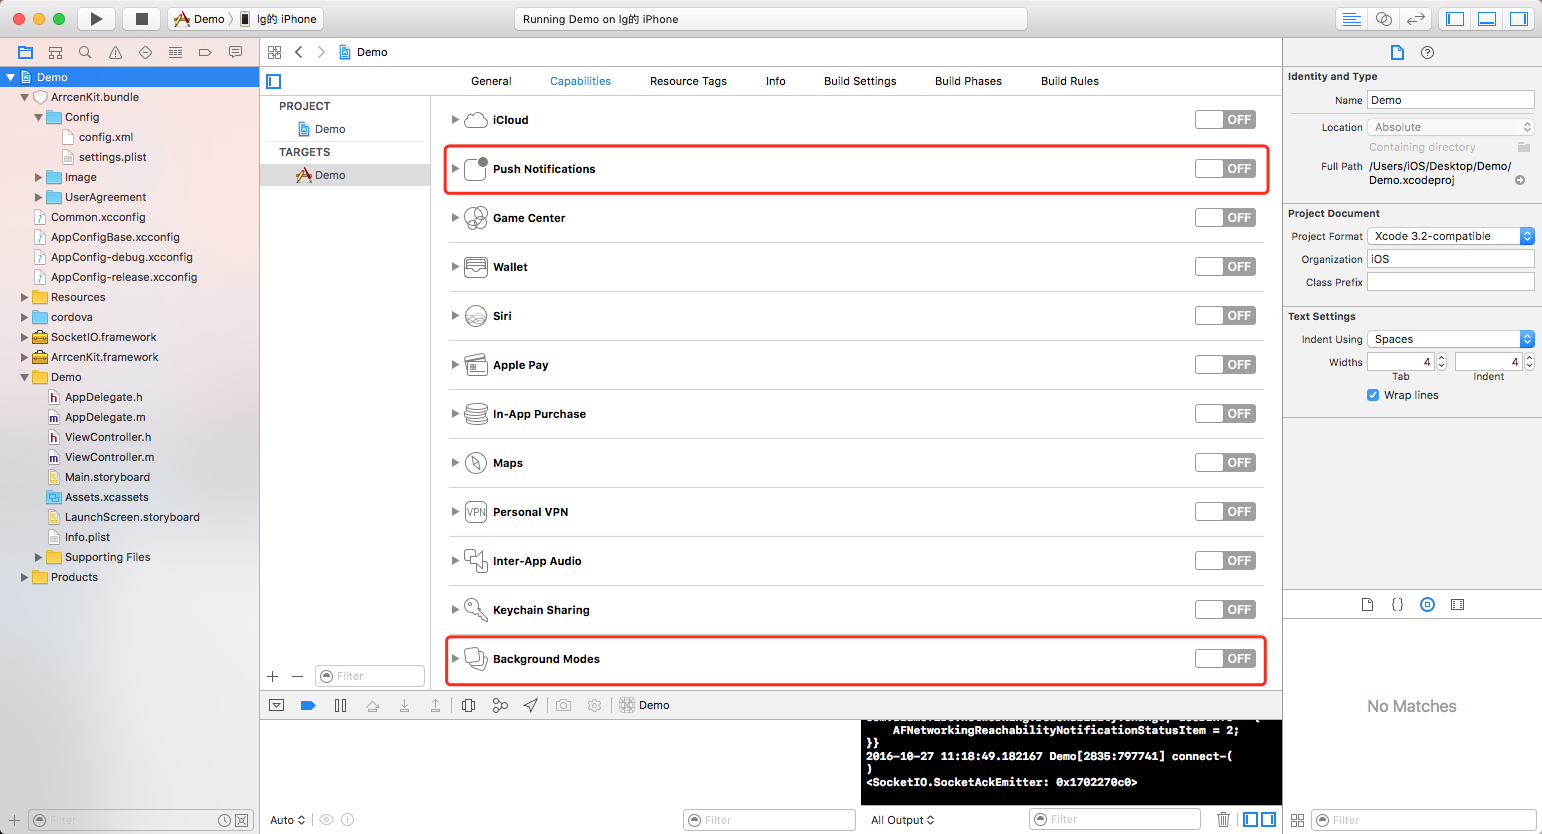 Demo
lg的 iPhone
Running Demo on lg的 iPhone
Demo
Demo
ArrcenKit.bundle
Config
config.xml
settings.plist
Image
UserAgreement
Common.xcconfig
AppConfigBase.xcconfig
AppConfig-debug.xcconfig
AppConfig-release.xcconfig
Resources
cordova
SocketIO.framework
ArrcenKit.framework
Demo
AppDelegate.h
AppDelegate.m
ViewController.h
ViewController.m
Main.storyboard
Assets.xcassets
LaunchScreen.storyboard
Info.plist
Supporting Files
Products
Filter
General
Capabilities
Resource Tags
Info
Build Settings
Build Phases
Build Rules
PROJECT
Demo
TARGETS
Demo
Filter
iCloud
OFF
Push Notifications
OFF
Game Center
OFF
Wallet
OFF
Siri
OFF
Apple Pay
OFF
In-App Purchase
OFF
Maps
OFF
VPN
Personal VPN
OFF
Inter-App Audio
OFF
Keychain Sharing
OFF
Background Modes
OFF
Demo
AFNetworkingReachabilityNotificationStatusItem = 2;
}}
2016-10-27 11:18:49.182167 Demo[2835:797741] connect-(
)
<SocketIO.SocketAckEmitter: 0x1702270c0>
Auto
Filter
All Output
Filter
Identity and Type
Name
Demo
Location
Absolute
Containing directory
Full Path
/Users/iOS/Desktop/Demo/
Demo.xcodeproj
Project Document
Project Format
Xcode 3.2-compatible
Organization
iOS
Class Prefix
Text Settings
Indent Using
Spaces
Widths
4
4
Tab
Indent
Wrap lines
No Matches
Filter